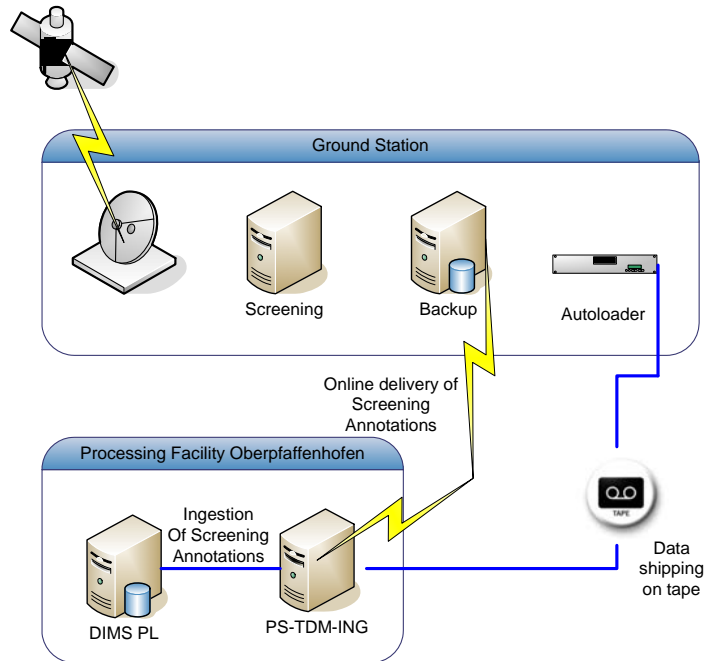 Ground Station
Screening
Backup
Autoloader
Online delivery of
Screening
Annotations
Processing Facility Oberpfaffenhofen
Ingestion
Of Screening
Annotations
DIMS PL
PS-TDM-ING
TAPE
Data
shipping
on tape